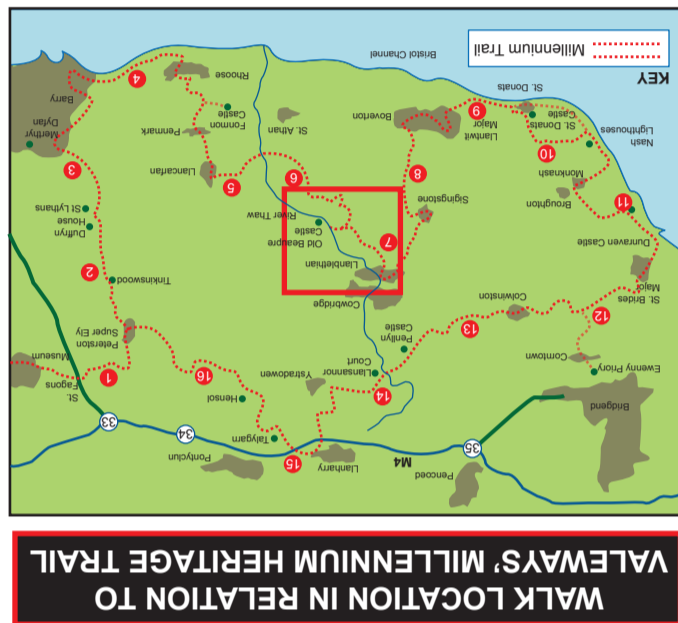 WALK LOCATION IN RELATION TO
VALEWAYS' MILLENNIUM HERITAGE TRAIL
Bridgend
Pencoed
35
M4
Llanharry
15
Pontyclun
34
33
Talygarn
Hensol
Ewenny Priory
Corntown
12
14
Llansannor
Court
Ystradowen
16
1
St.
Fagons
Museum
Penllyn
Castle
13
Colwinston
Peterston
Super Ely
St. Brides
Major
Cowbridge
Llanblethian
Tinkinswood
2
Dunraven Castle
7
Old Beaupre
Castle
River Thaw
Duffryn
House
St Lythans
11
Broughton
Monknash
Sigingstone
8
6
5
Llancarfan
3
Merthyr
Dyfan
Nash
Lighthouses
10
St. Donats
Castle
St. Donats
Llantwit
Major
9
Boverton
St. Athan
Penmark
Fonmon
Castle
Rhoose
4
Barry
Bristol Channel
KEY
Millennium Trail